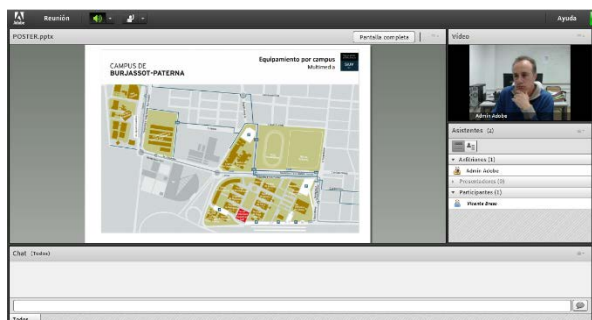 Adobe
Reunión
Ayuda
POSTER.pptx
Pantalla completa
Vídeo
CAMPUS DE
BURJASSOT-PATERNA
Equipamiento por campus
Multimedia
Admin Adobe
Asistentes (2)
Anfitriones (1)
Admin Adobe
Presentadores (0)
Participantes (1)
Vicente
Chat (Todos)
Todos